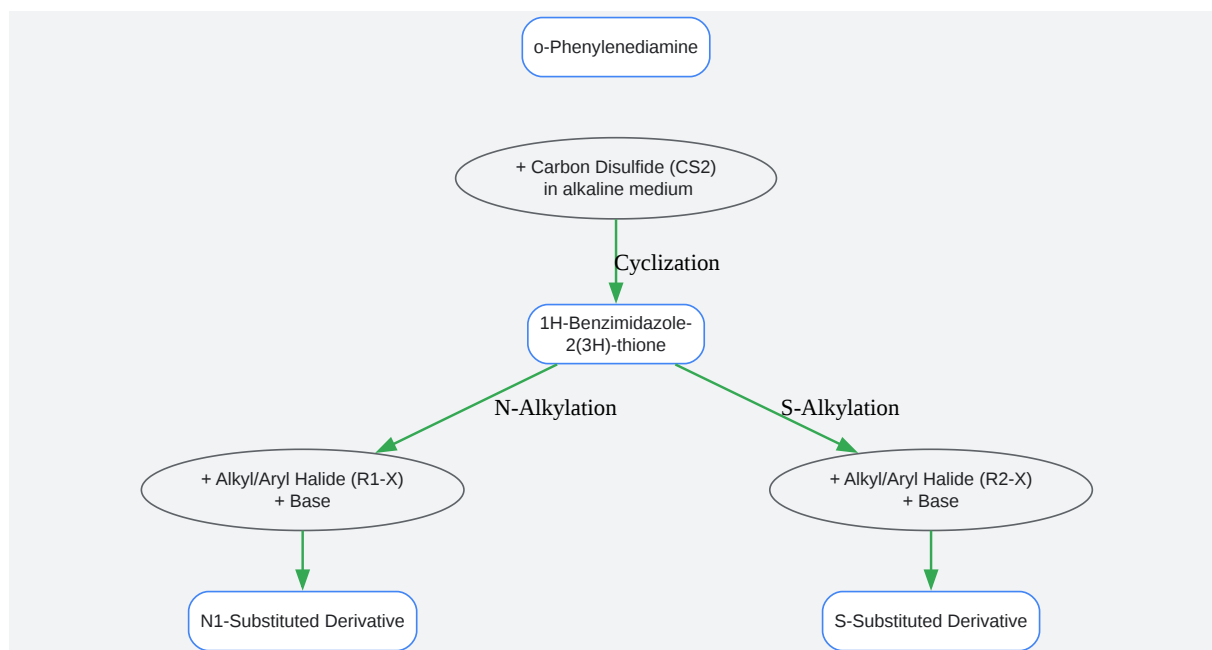 o-Phenylenediamine
+ Carbon Disulfide (CS2)
in alkaline medium
Cyclization
1H-Benzimidazole-
2(3H)-thione
N-Alkylation
S-Alkylation
+ Alkyl/Aryl Halide (R1-X)
+ Base
+ Alkyl/Aryl Halide (R2-X)
+ Base
N1-Substituted Derivative
S-Substituted Derivative